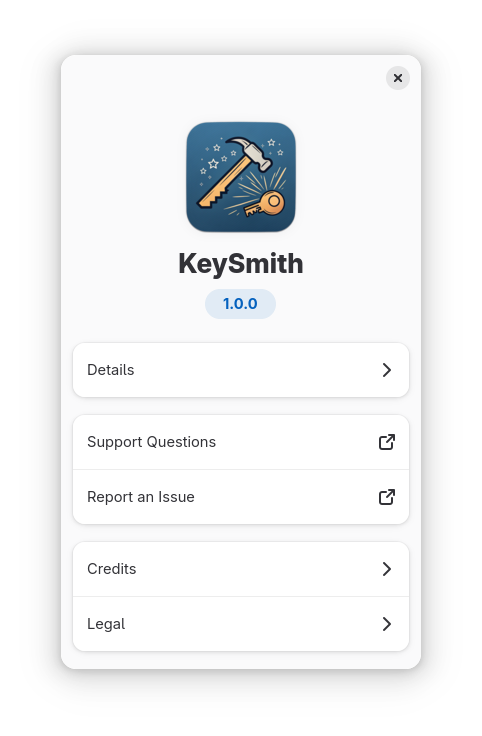 KeySmith
1.0.0
Details
Support Questions
Report an Issue
Credits
Legal